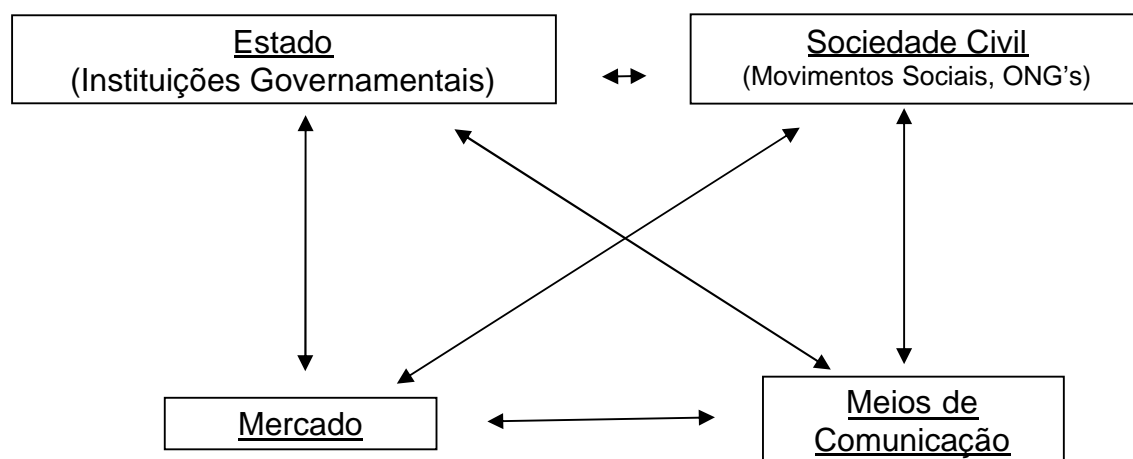 Estado
(Instituições Governamentais)
Sociedade Civil
(Movimentos Sociais, ONG’s)
Mercado
Meios de
Comunicação